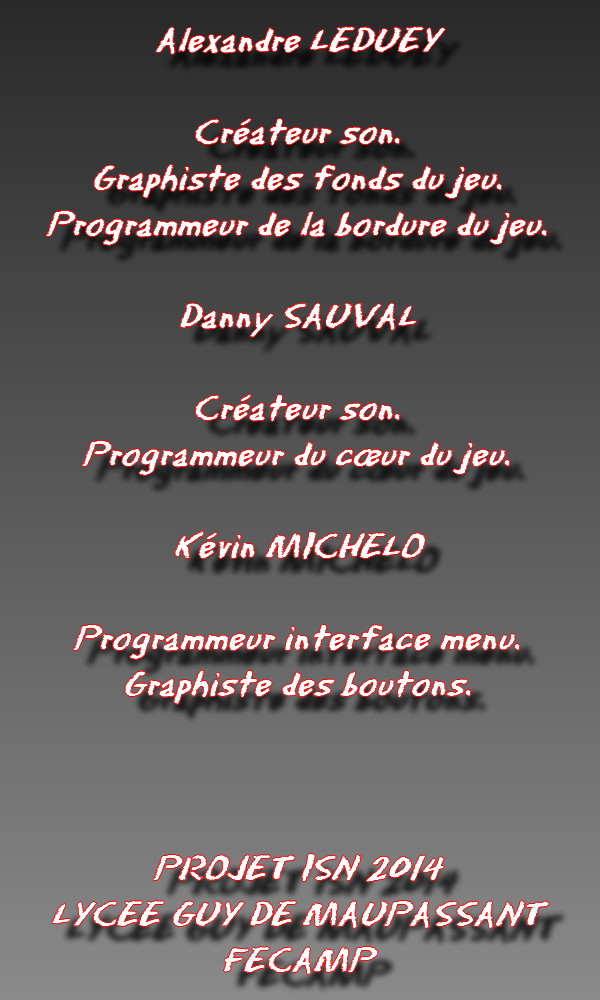 Alexandre LEDUEY
Créateur son.
Graphiste des fonds du jeu.
Programmeur de la bordure du jeu.
Danny SAUVAL
Créateur son.
Programmeur du cœur du jeu.
Kévin MICHELO
Programmeur interface menu.
Graphiste des boutons.
PROJET ISN 2014
LYCEE GUY DE MAUPASSANT
FECAMP